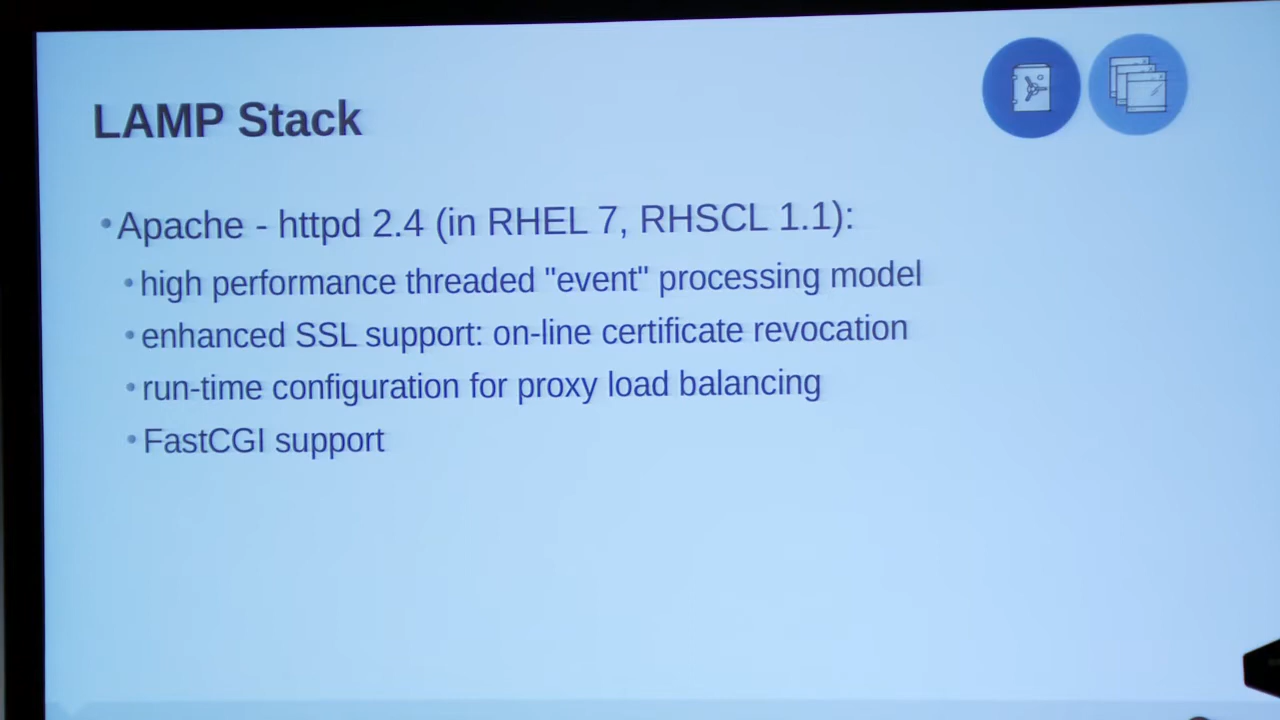 LAMP Stack
•Apache - httpd 2.4 (in RHEL 7, RHSCL 1.1):
•high performance threaded "event" processing model
•enhanced SSL support: on-line certificate revocation
•run-time configuration for proxy load balancing
•FastCGI support